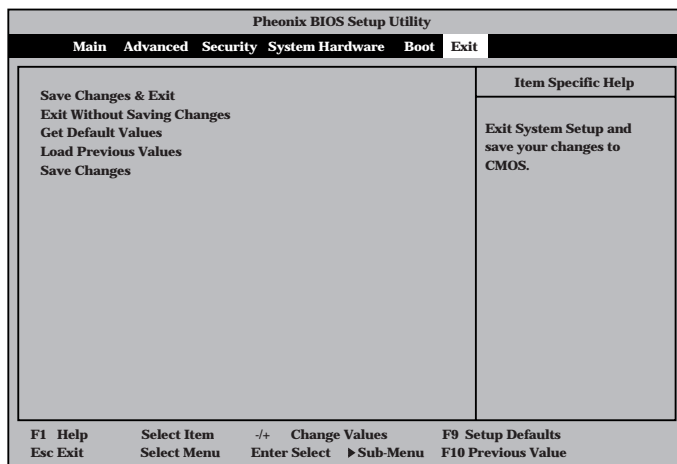 Pheonix BIOS Setup Utility
Main Advanced Security System Hardware Boot Exit
Save Changes & Exit
Exit Without Saving Changes
Get Default Values
Load Previous Values
Save Changes
Item Specific Help
Exit System Setup and
save your changes to
CMOS.
F1 Help Select Item -/+ Change Values F9 Setup Defaults
Esc Exit Select Menu Enter Select ▶Sub-Menu F10 Previous Value